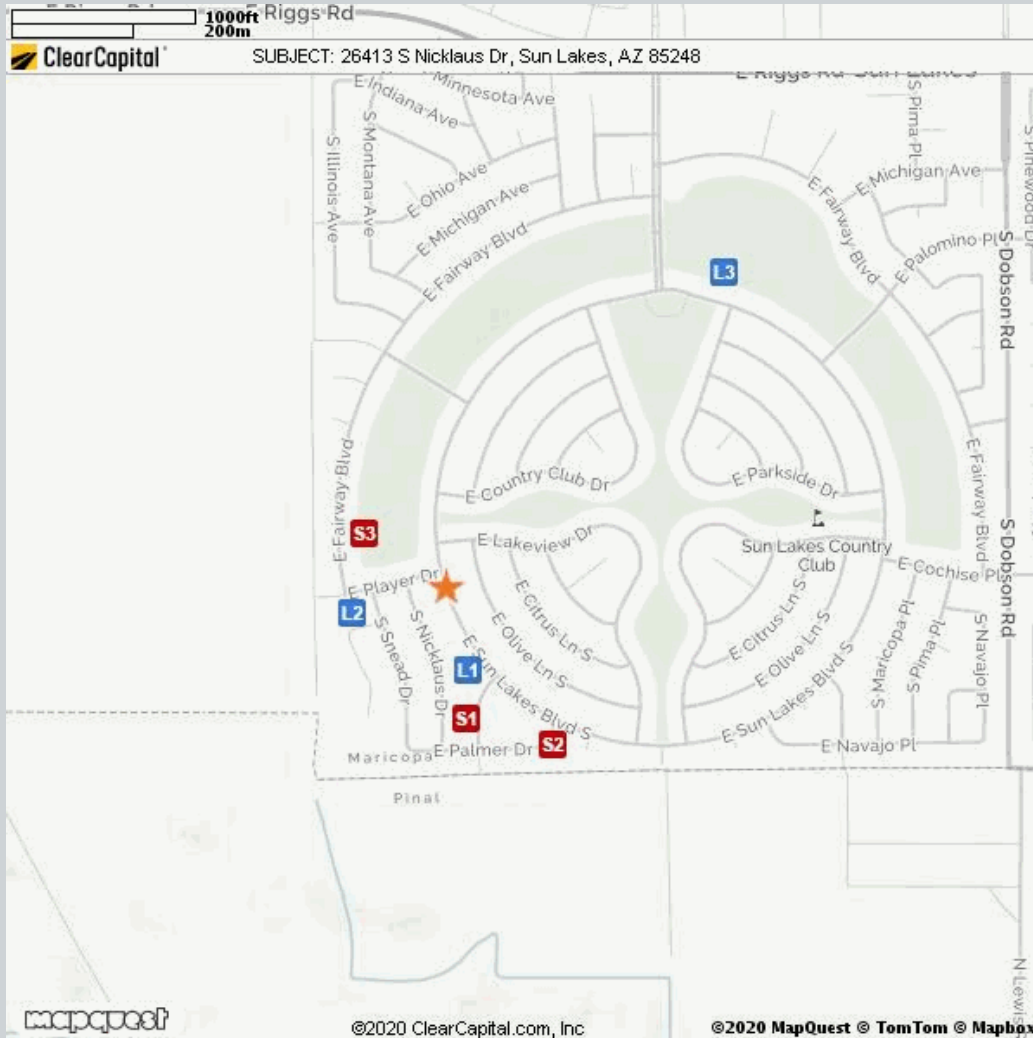 E Riggs Rd
1000ft
200m
ClearCapital
SUBJECT: 26413 S Nicklaus Dr, Sun Lakes, AZ 85248
E Minnesota Ave
E Indiana Ave
S Pima Pl
S Illinois Ave
S Montana Ave
E Ohio Ave
E Michigan Ave
E Fairway Blvd
E Michigan Ave
E Fairway Blvd
E Palomino Pl
S Pinewood Dr
S Dobson Rd
L3
E Fairway Blvd
E Country Club Dr
E Parkside Dr
E Fairway Blvd
S Dobson Rd
S3
E Lakeview Dr
Sun Lakes Country
Club
E Cochise Pl
E Player Dr
L2
S Snead Dr
S Nicklaus Dr
E Citrus Ln S
E Olive Ln S
E Citrus Ln S
E Olive Ln S
S Maricopa Pl
S Pima Pl
S Navajo Pl
L1
E Sun Lakes Blvd S
E Sun Lakes Blvd S
S1
S2
Maricopa
E Palmer Dr
E Navajo Pl
Pinal
N Lewis
mapquest
©2020 ClearCapital.com, Inc
©2020 MapQuest © TomTom © Mapbox